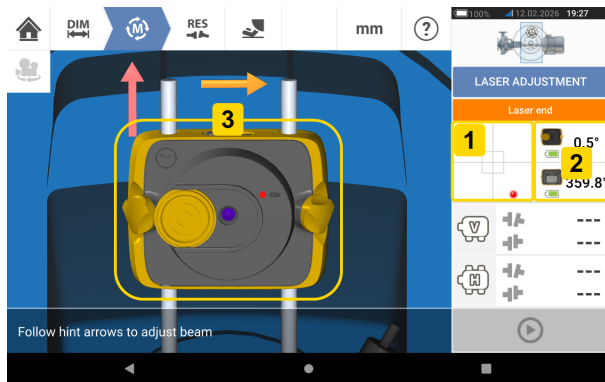 DIM
M
RES
mm
?
100% 12.02.2026 19:27
LASER ADJUSTMENT
Laser end
1
0.5°
2
359.8°
3
V
---
---
H
---
---
Follow hint arrows to adjust beam